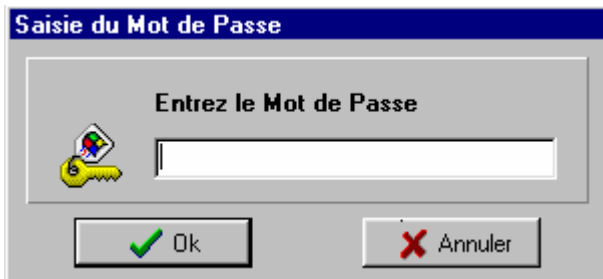 Saisie du Mot de Passe
Entrez le Mot de Passe
Ok
Annuler